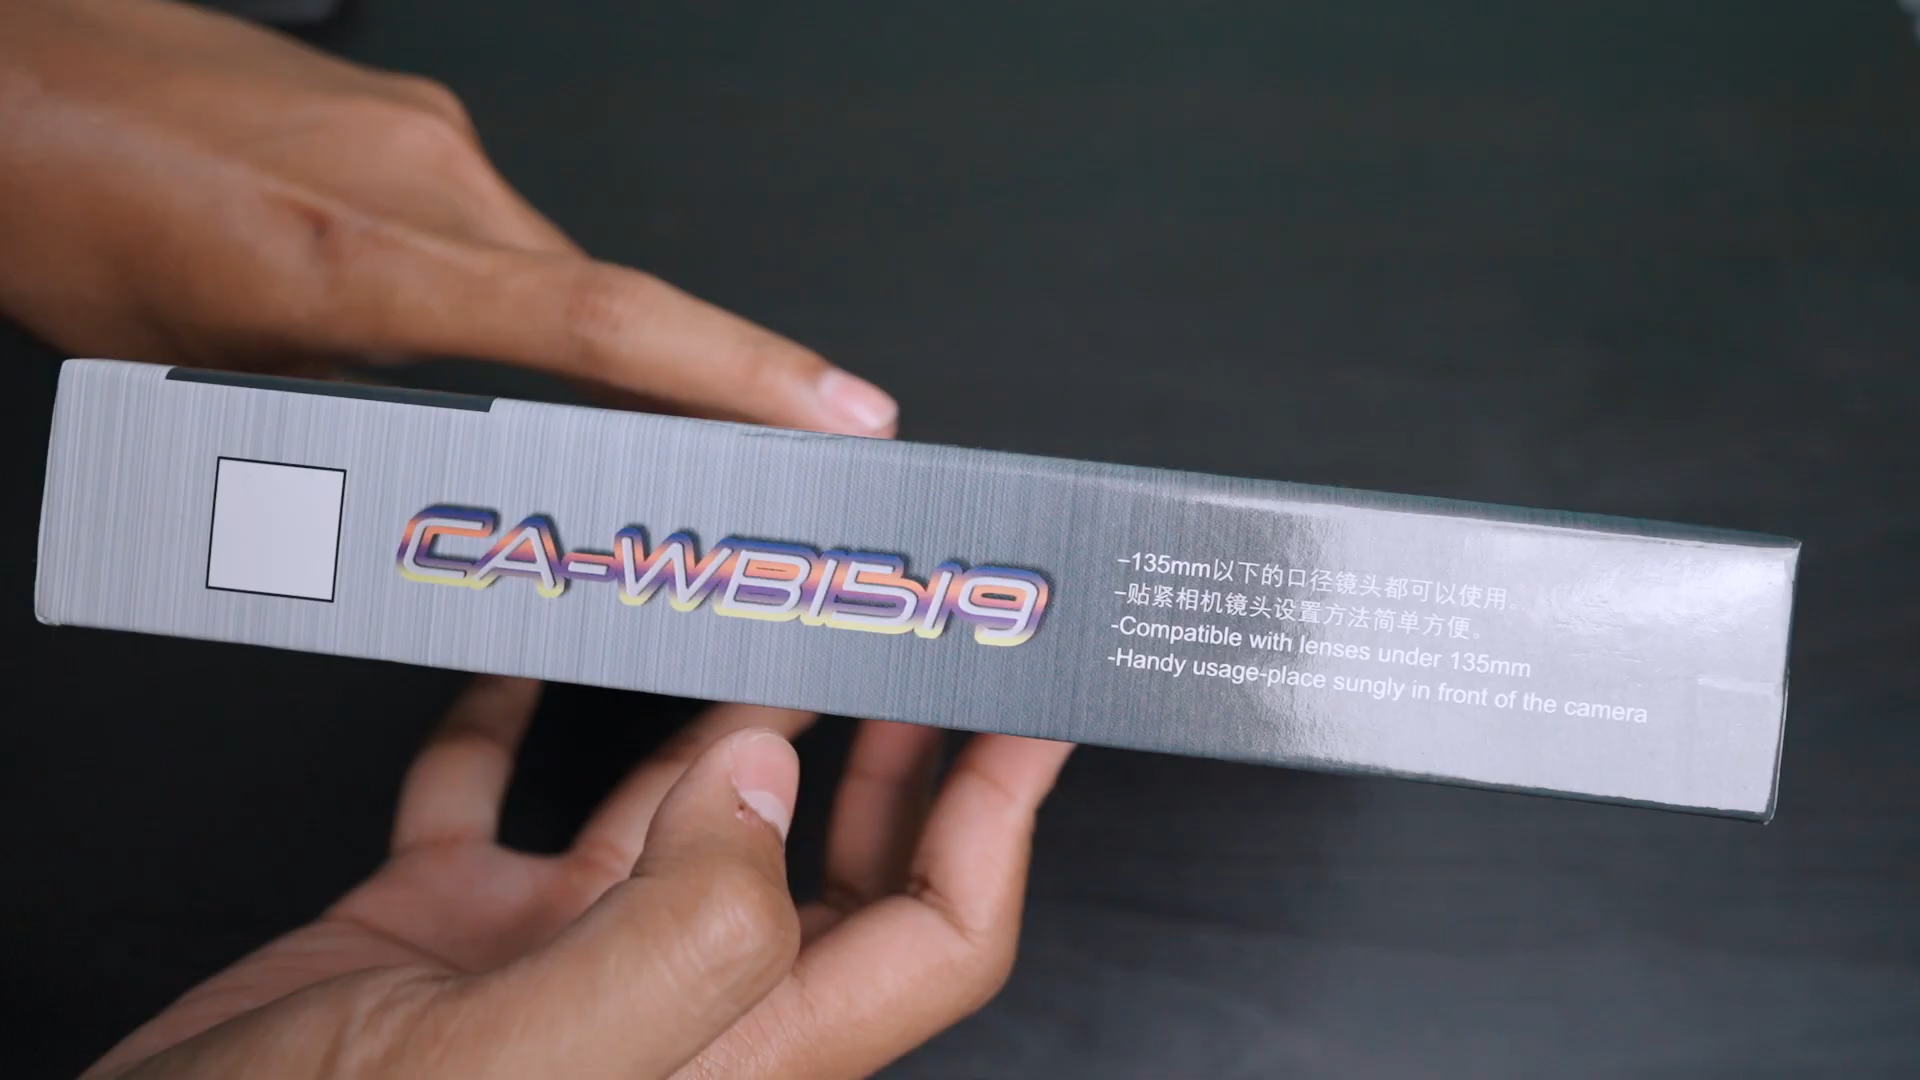 CA-WB1519
-135mm以下的口径镜头都可以使用。
-贴紧相机镜头设置方法简单方便。
-Compatible with lenses under 135mm
-Handy usage-place sungly in front of the camera